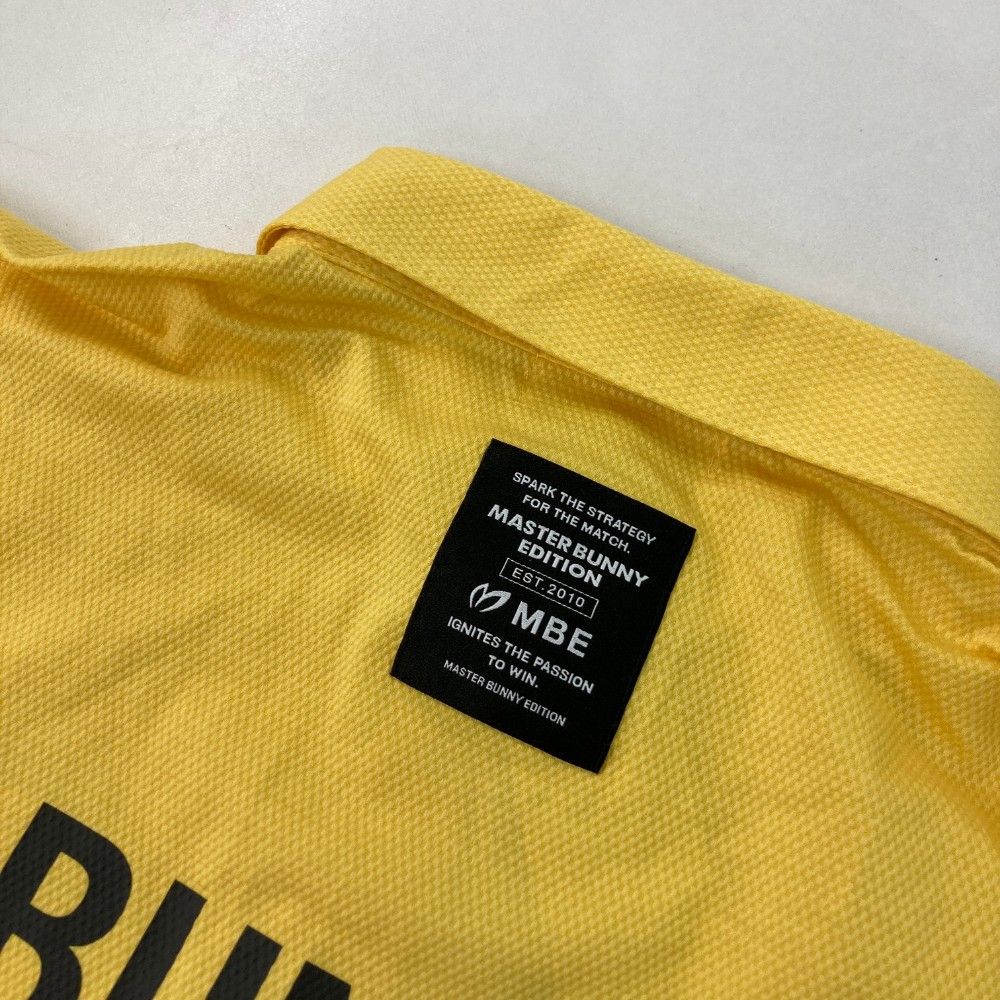 SPARK THE STRATEGY
FOR THE MATCH.
MASTER BUNNY
EDITION
EST.2010
MBE
IGNITES THE PASSION
TO WIN.
MASTER BUNNY EDITION